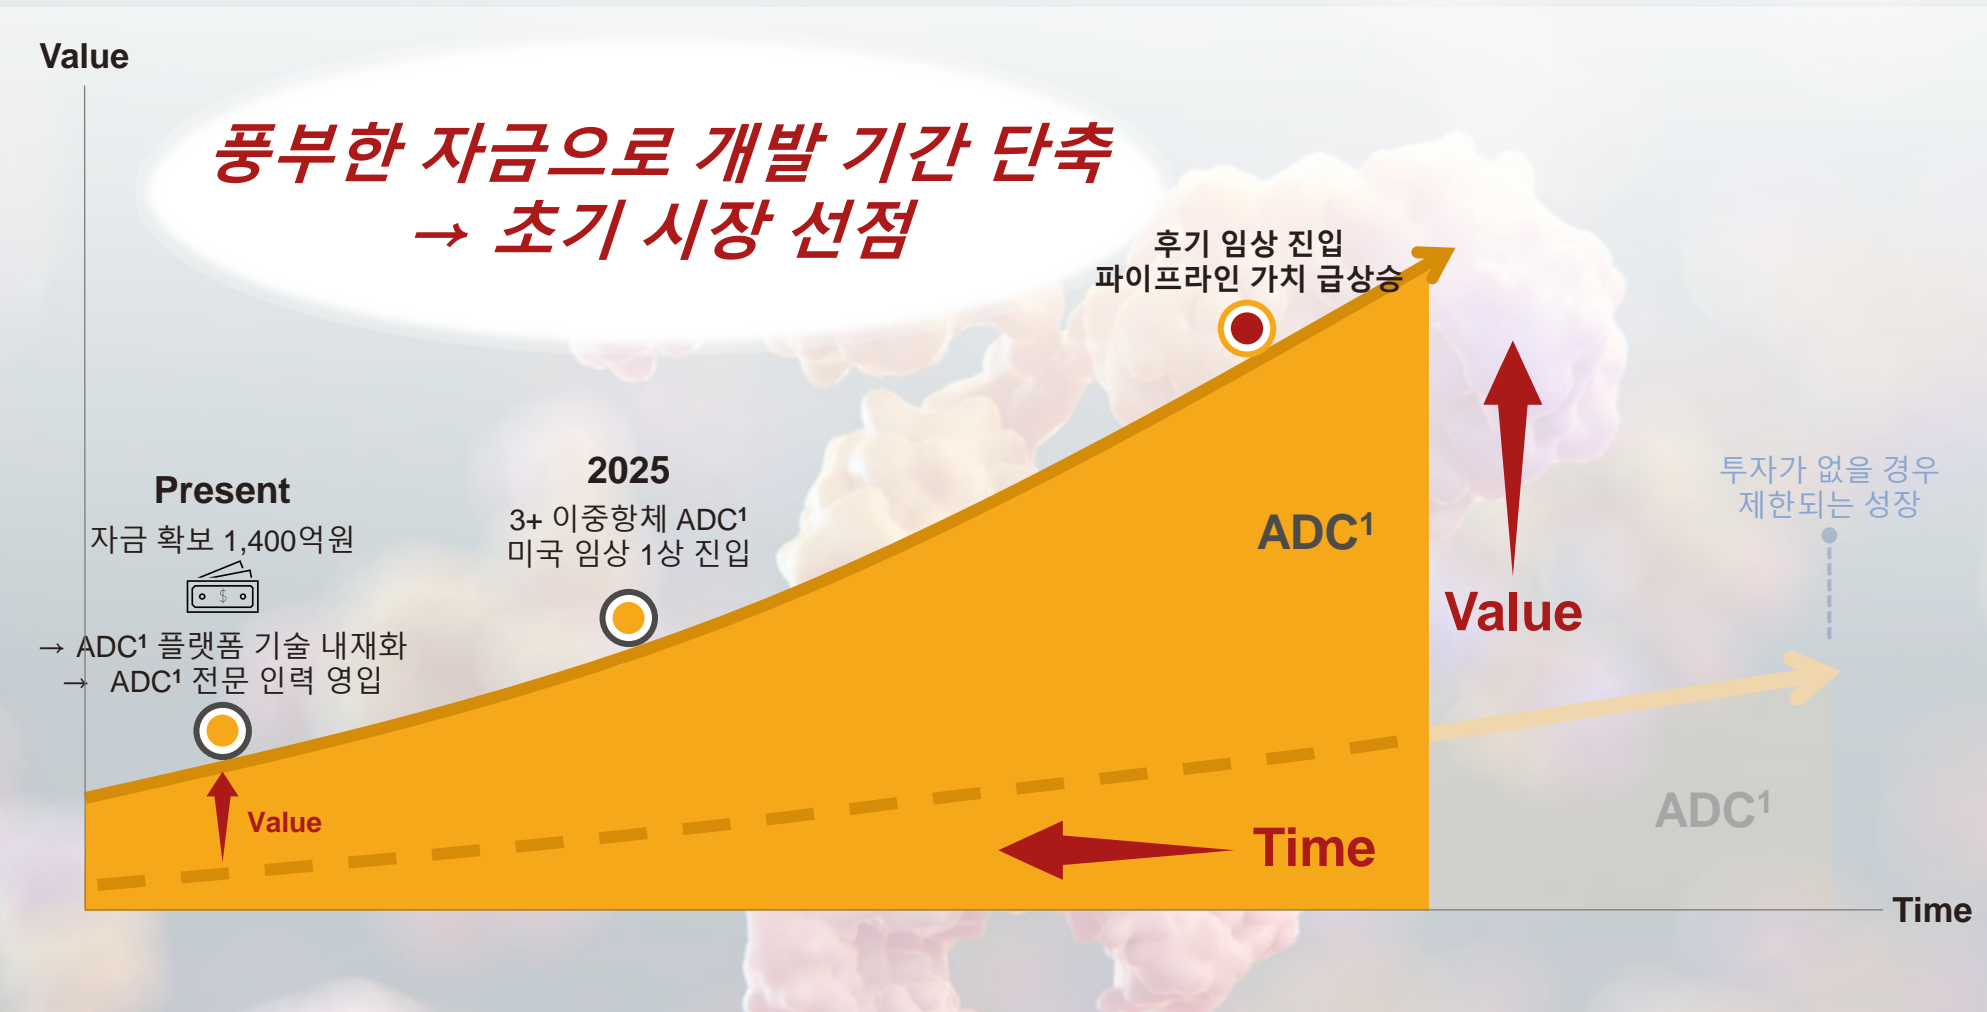 Value
풍부한 자금으로 개발 기간 단축
→ 초기 시장 선점
후기 임상 진입
파이프라인 가치 급상승
Present
자금 확보 1,400억원
$
→ ADC¹ 플랫폼 기술 내재화
→ ADC¹ 전문 인력 영입
Value
2025
3+ 이중항체 ADC¹
미국 임상 1상 진입
ADC¹
Value
Time
투자가 없을 경우
제한되는 성장
ADC¹
Time